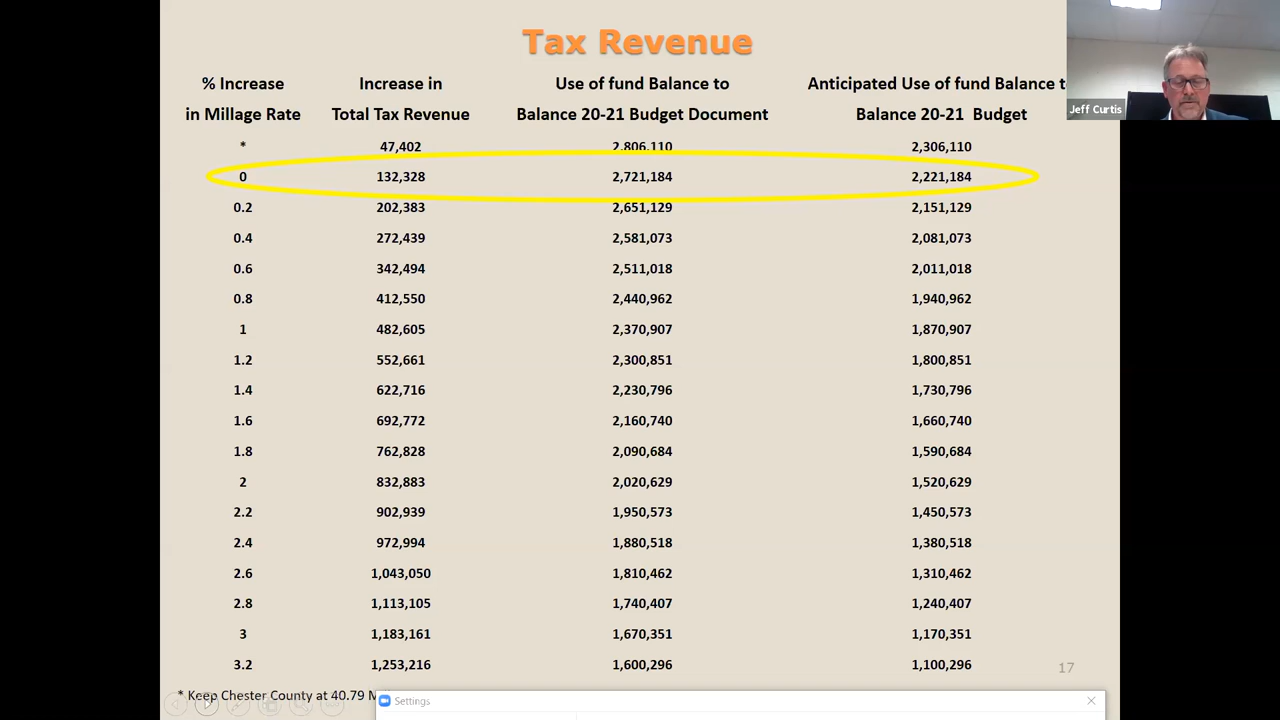 Tax Revenue
% Increase in Millage Rate Increase in Total Tax Revenue Use of fund Balance to Balance 20-21 Budget Document Anticipated Use of fund Balance t Balance 20-21 Budget
* 47,402 2,806,110 2,306,110
0 132,328 2,721,184 2,221,184
0.2 202,383 2,651,129 2,151,129
0.4 272,439 2,581,073 2,081,073
0.6 342,494 2,511,018 2,011,018
0.8 412,550 2,440,962 1,940,962
1 482,605 2,370,907 1,870,907
1.2 552,661 2,300,851 1,800,851
1.4 622,716 2,230,796 1,730,796
1.6 692,772 2,160,740 1,660,740
1.8 762,828 2,090,684 1,590,684
2 832,883 2,020,629 1,520,629
2.2 902,939 1,950,573 1,450,573
2.4 972,994 1,880,518 1,380,518
2.6 1,043,050 1,810,462 1,310,462
2.8 1,113,105 1,740,407 1,240,407
3 1,183,161 1,670,351 1,170,351
3.2 1,253,216 1,600,296 1,100,296
17
* Keep Chester County at 40.79 M
Settings
Jeff Curtis